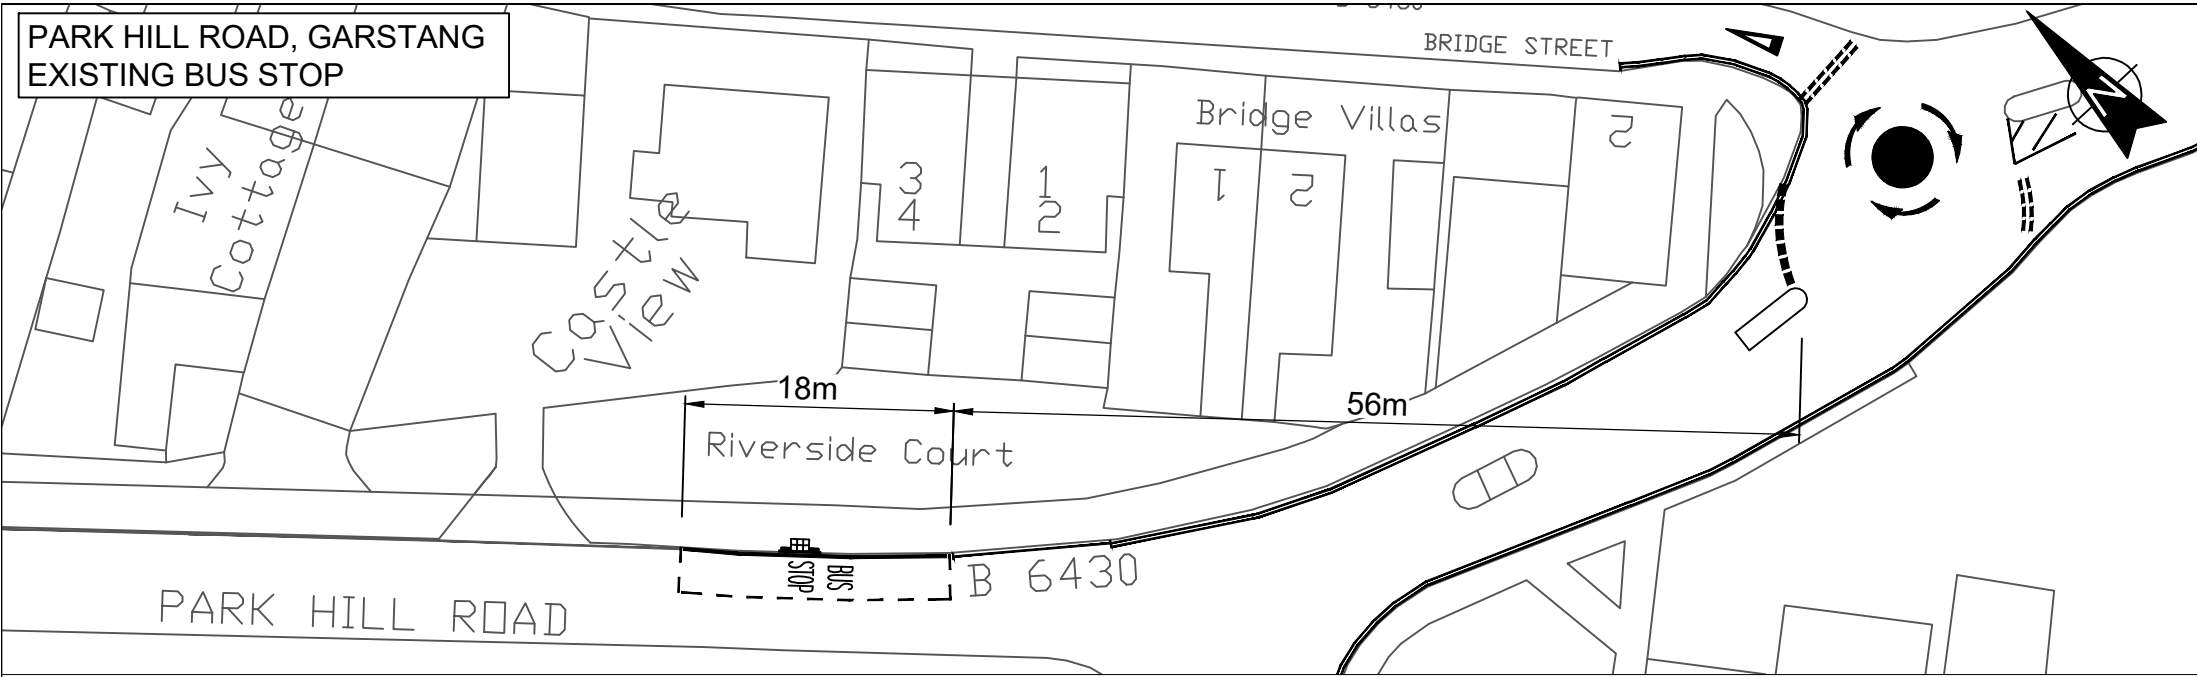 PARK HILL ROAD, GARSTANG
EXISTING BUS STOP
BRIDGE STREET
N
Bridge Villas
Ivy
Cottage
Castle
View
3
4
1
2
1
2
2
18m
56m
Riverside Court
BUS
STOP
B 6430
PARK HILL ROAD